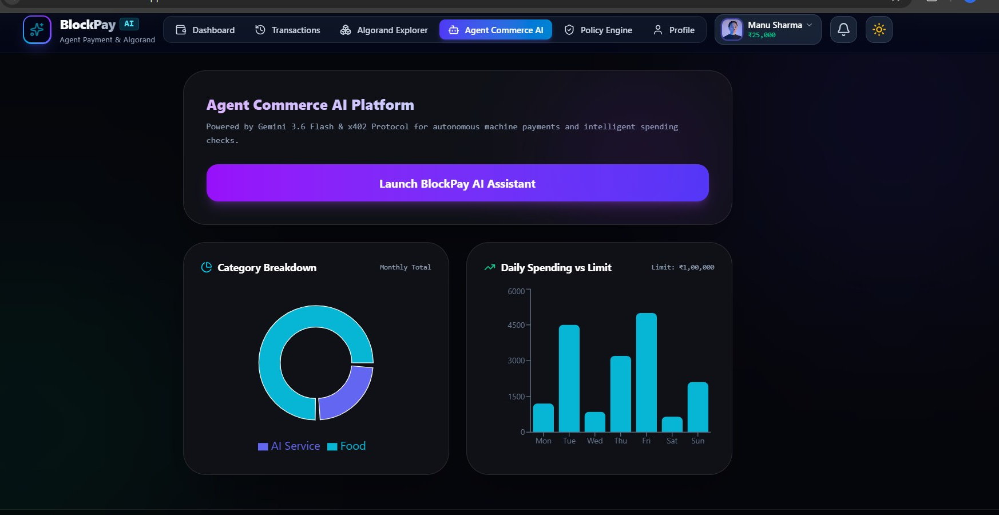 BlockPay AI
Agent Payment & Algorand
Dashboard
Transactions
Algorand Explorer
Agent Commerce AI
Policy Engine
Profile
Manu Sharma
₹25,000
Agent Commerce AI Platform
Powered by Gemini 3.6 Flash & x402 Protocol for autonomous machine payments and intelligent spending
checks.
Launch BlockPay AI Assistant
Category Breakdown
Monthly Total
AI Service
Food
Daily Spending vs Limit
Limit: ₹1,00,000
6000
4500
3000
1500
0
Mon Tue Wed Thu Fri Sat Sun